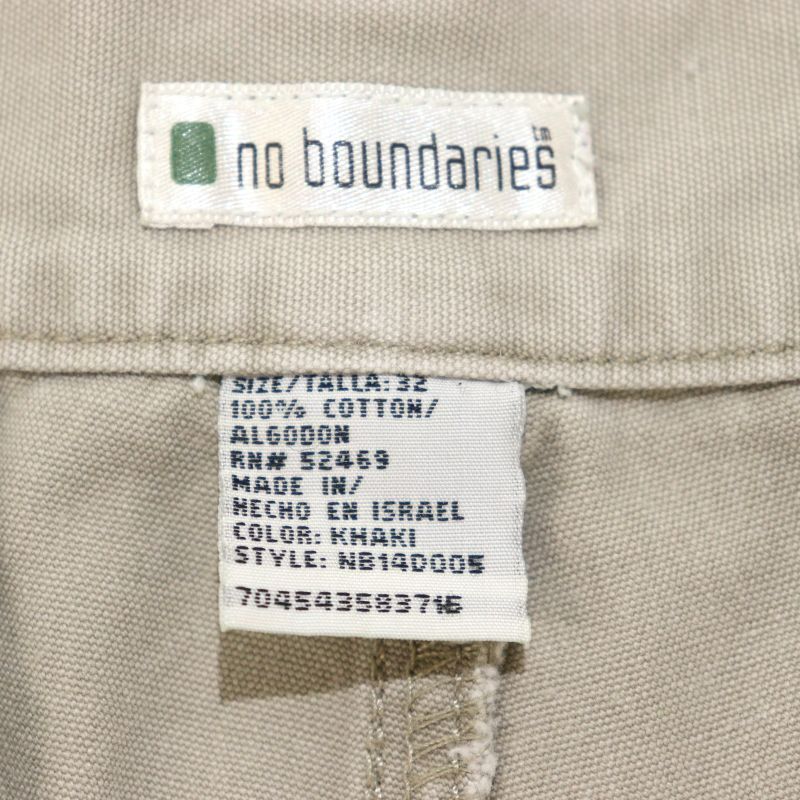 no boundaries tm
SIZE/TALLA: 32
100% COTTON/
ALGODON
RN# 52469
MADE IN/
HECHO EN ISRAEL
COLOR: KHAKI
STYLE: NB14D005